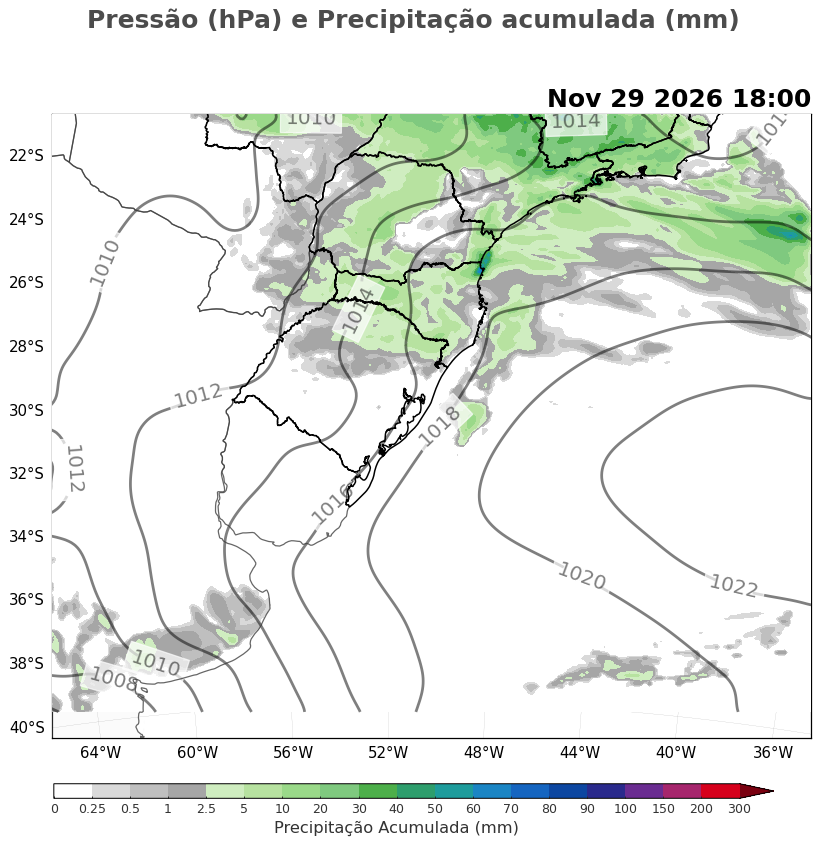 Pressão (hPa) e Precipitação acumulada (mm)
Nov 29 2026 18:00
1010
1014
22°S
24°S
1010
26°S
1014
28°S
1012
30°S
1018
1012
32°S
1016
34°S
1020
1022
36°S
1010
38°S
1008
40°S
64°W 60°W 56°W 52°W 48°W 44°W 40°W 36°W
0 0.25 0.5 1 2.5 5 10 20 30 40 50 60 70 80 90 100 150 200 300
Precipitação Acumulada (mm)